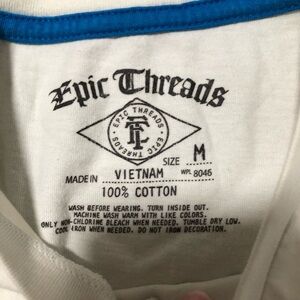 Epic Threads
EPIC THREADS
ET
EPIC THREADS
SIZE M
MADE IN VIETNAM WPL 8046
100% COTTON
WASH BEFORE WEARING. TURN INSIDE OUT.
MACHINE WASH WARM WITH LIKE COLORS.
ONLY NON-CHLORINE BLEACH WHEN NEEDED. TUMBLE DRY LOW.
COOL IRON WHEN NEEDED. DO NOT IRON DECORATION.